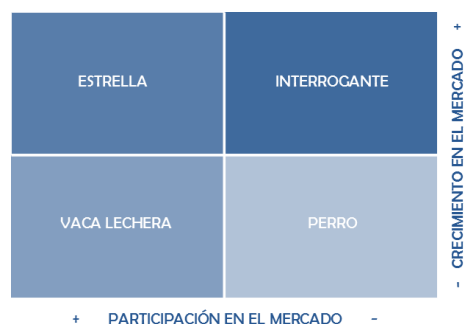 ESTRELLA
INTERROGANTE
VACA LECHERA
PERRO
- CRECIMIENTO EN EL MERCADO +
+ PARTICIPACIÓN EN EL MERCADO -